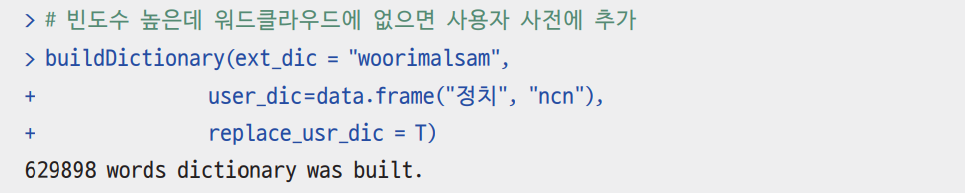 > # 빈도수 높은데 워드클라우드에 없으면 사용자 사전에 추가
> buildDictionary(ext_dic = "woorimalsam",
+ user_dic=data.frame("정치", "ncn"),
+ replace_usr_dic = T)
629898 words dictionary was built.